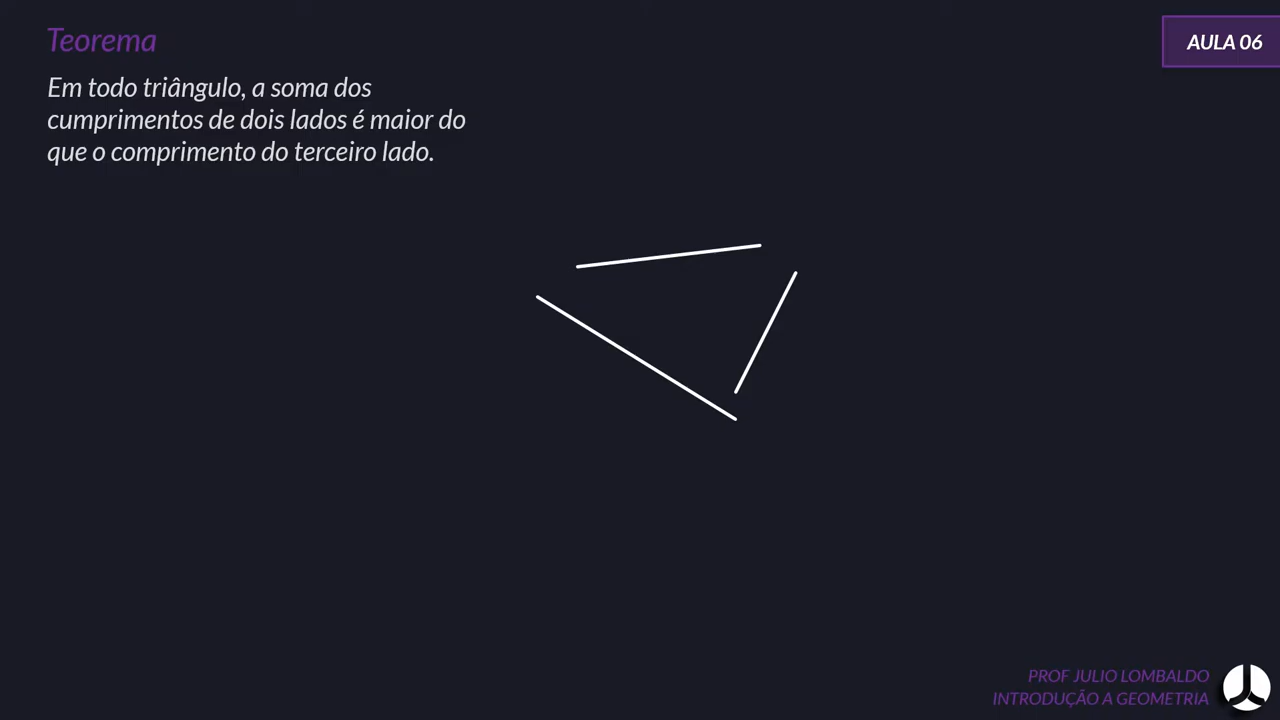 Teorema
AULA 06
Em todo triângulo, a soma dos
cumprimentos de dois lados é maior do
que o comprimento do terceiro lado.
PROF JULIO LOMBALDO
INTRODUÇÃO A GEOMETRIA